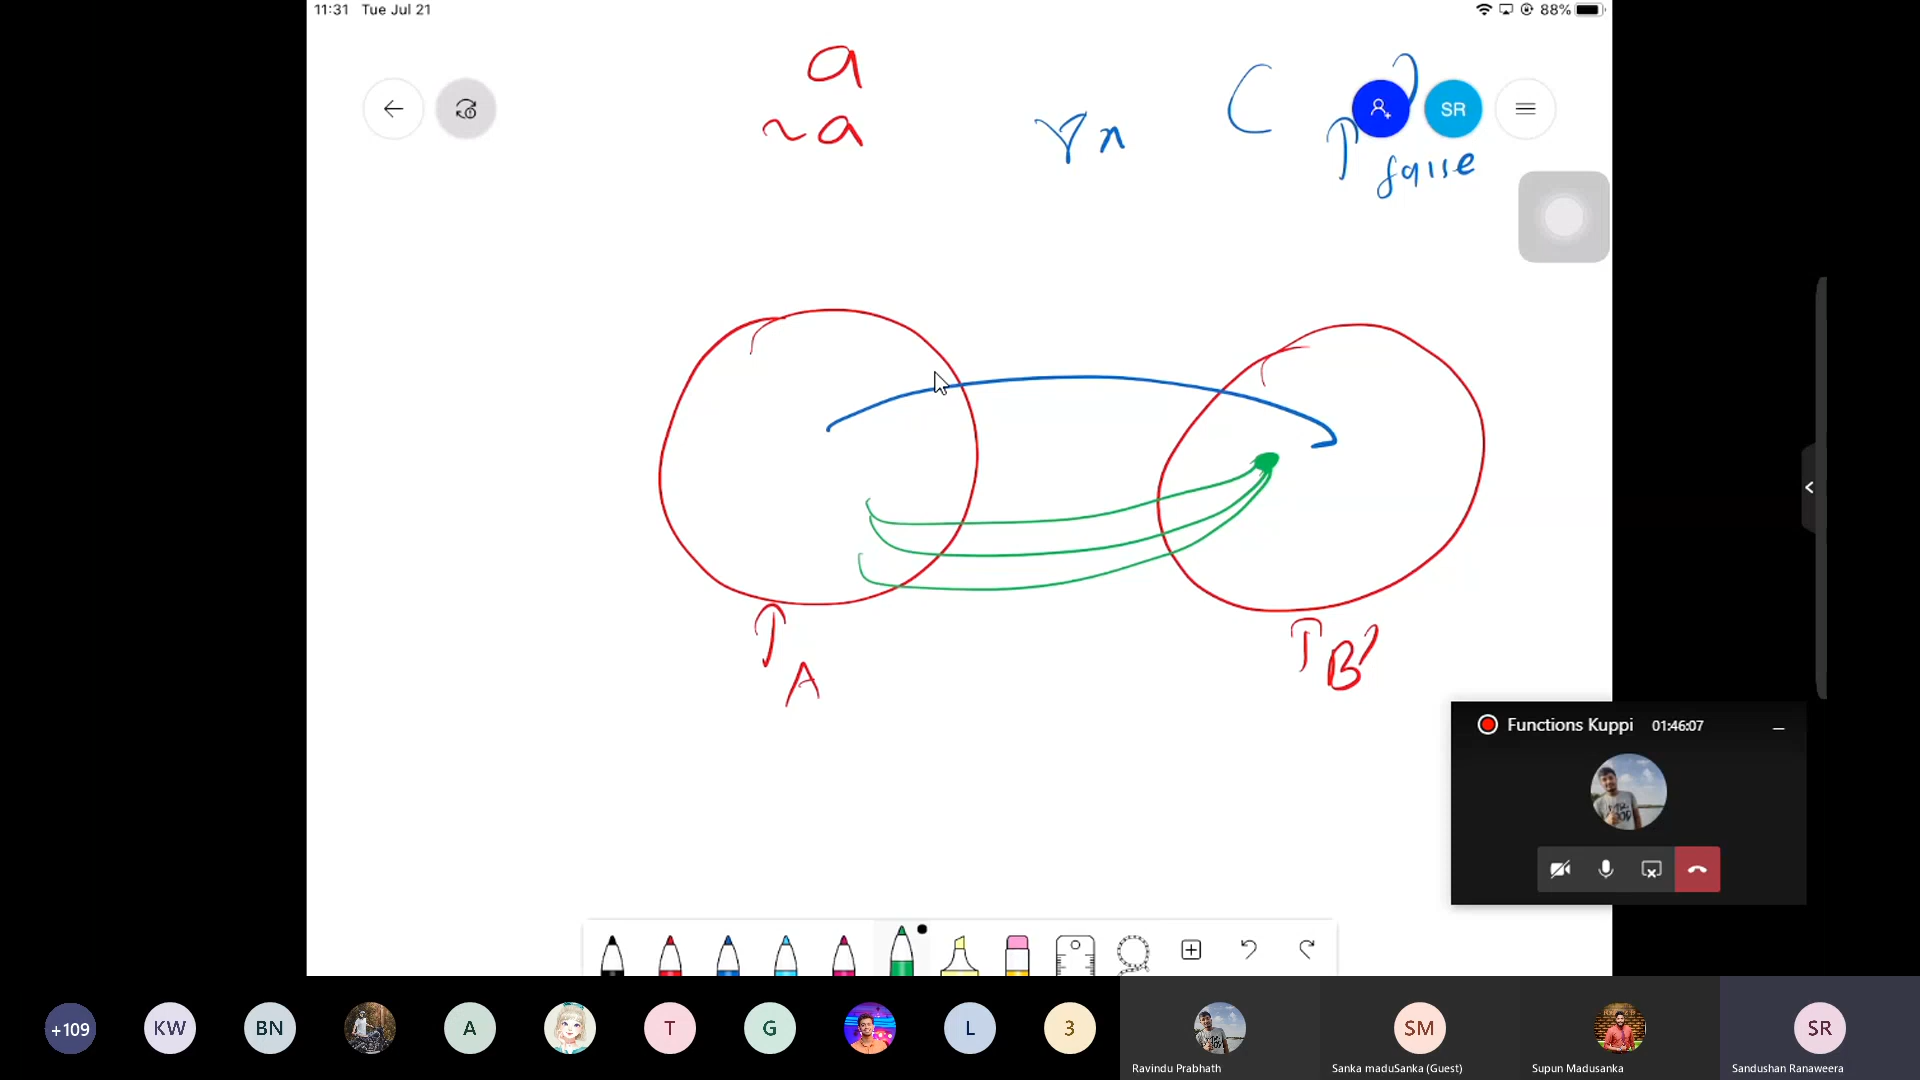 11:31 Tue Jul 21
88%
a
~a
∀x
SR
false
A
B
Functions Kuppi 01:46:07
+109
KW
BN
A
T
G
L
3
SM
SR
Ravindu Prabhath
Sanka maduSanka (Guest)
Supun Madusanka
Sandushan Ranaweera